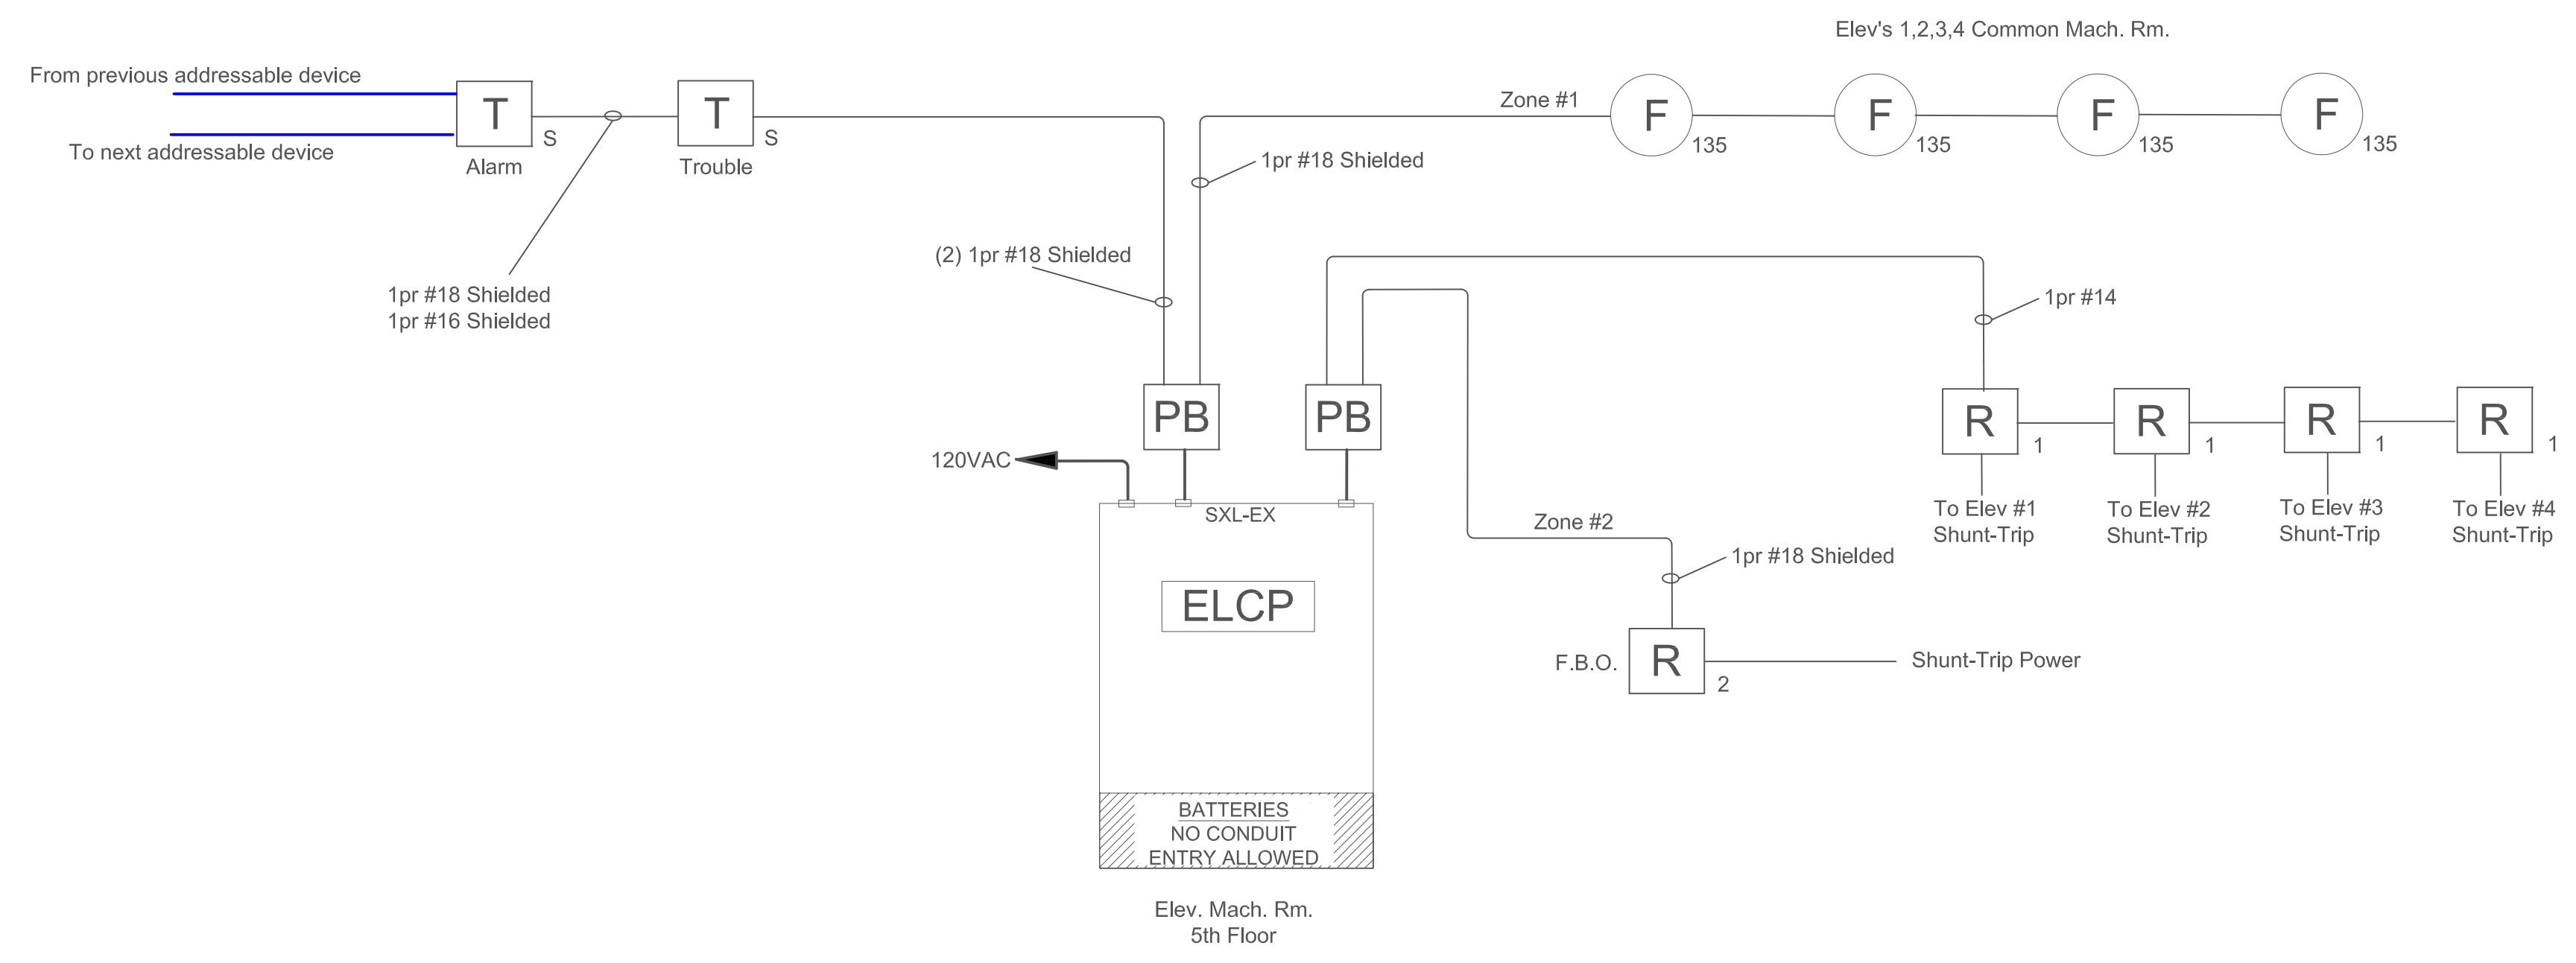 Elev's 1,2,3,4 Common Mach. Rm.
From previous addressable device
To next addressable device
T
S
Alarm
T
S
Trouble
1pr #18 Shielded
1pr #16 Shielded
(2) 1pr #18 Shielded
1pr #18 Shielded
Zone #1
F
135
F
135
F
135
F
135
1pr #14
PB
PB
120VAC
SXL-EX
ELCP
BATTERIES
NO CONDUIT
ENTRY ALLOWED
Elev. Mach. Rm.
5th Floor
Zone #2
1pr #18 Shielded
F.B.O.
R
2
Shunt-Trip Power
R
1
To Elev #1
Shunt-Trip
R
1
To Elev #2
Shunt-Trip
R
1
To Elev #3
Shunt-Trip
R
1
To Elev #4
Shunt-Trip